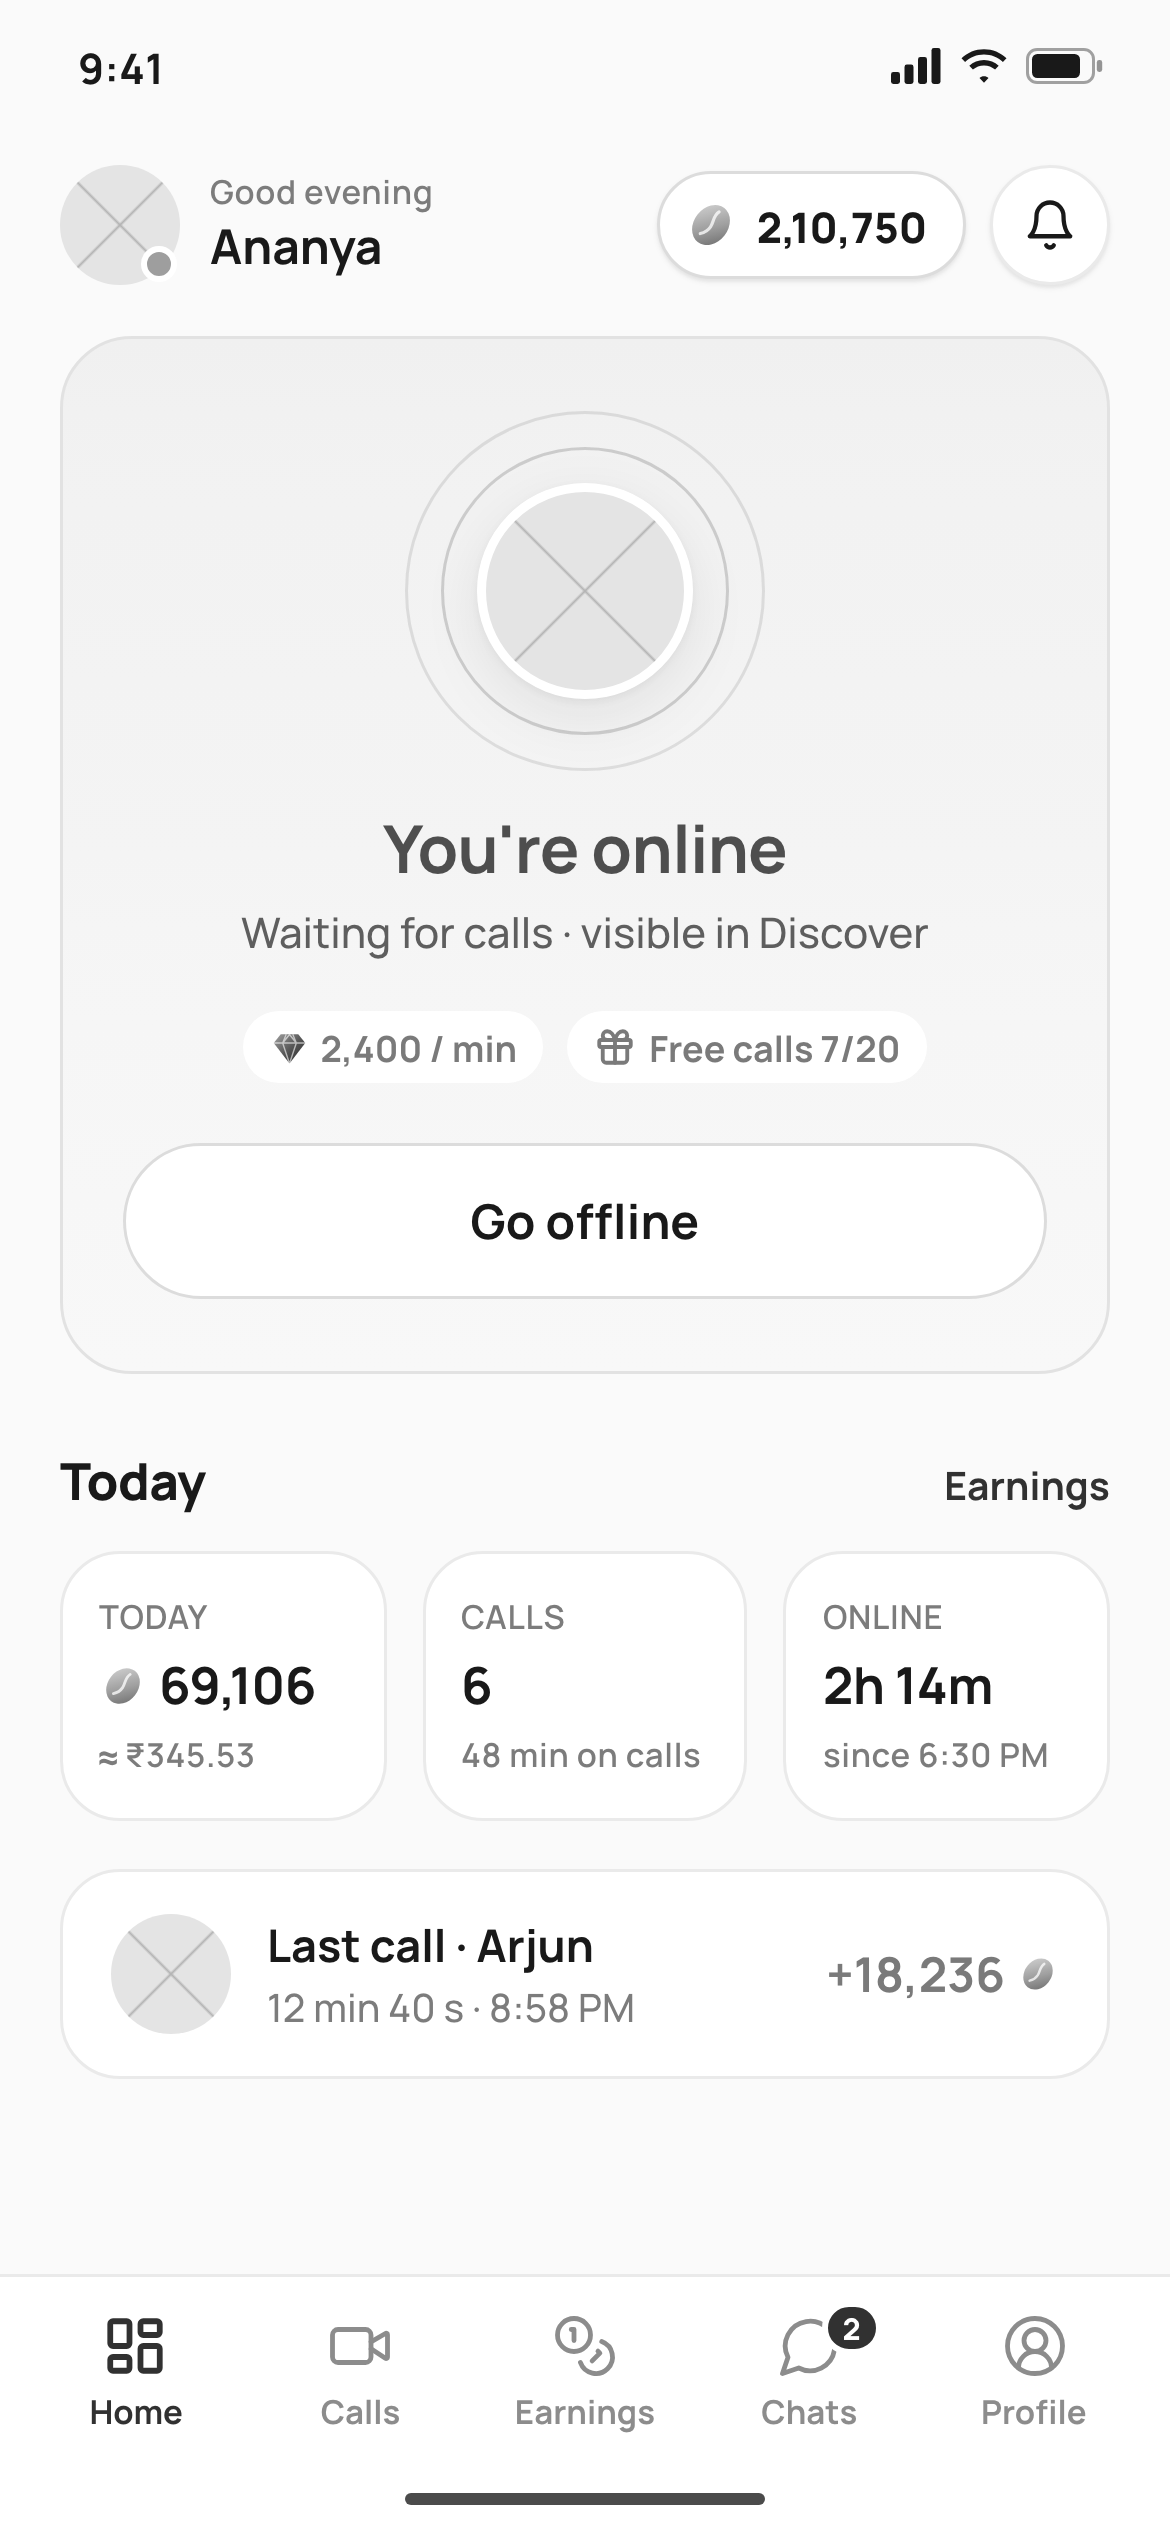 9:41
Good evening
Ananya
2,10,750
You're online
Waiting for calls · visible in Discover
2,400 / min
Free calls 7/20
Go offline
Today
Earnings
TODAY
69,106
≈ ₹345.53
CALLS
6
48 min on calls
ONLINE
2h 14m
since 6:30 PM
Last call · Arjun
12 min 40 s · 8:58 PM
+18,236
2
Home
Calls
Earnings
Chats
Profile